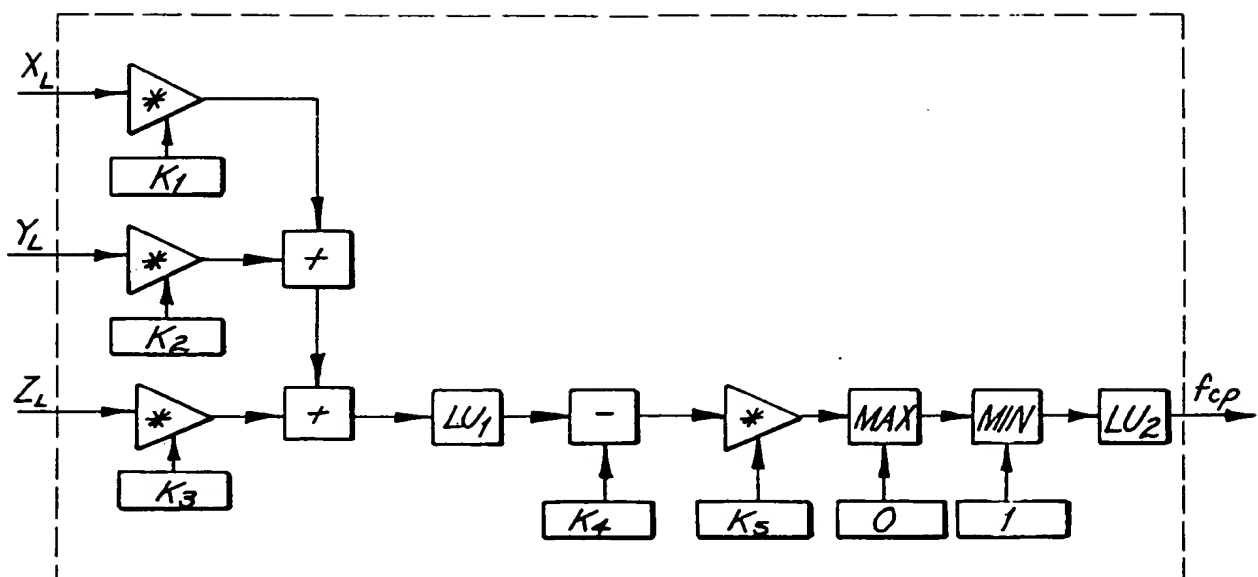 X_L
*
K_1
Y_L
*
+
K_2
Z_L
*
+
LU_1
-
*
MAX
MIN
LU_2
f_cp
K_3
K_4
K_5
0
1